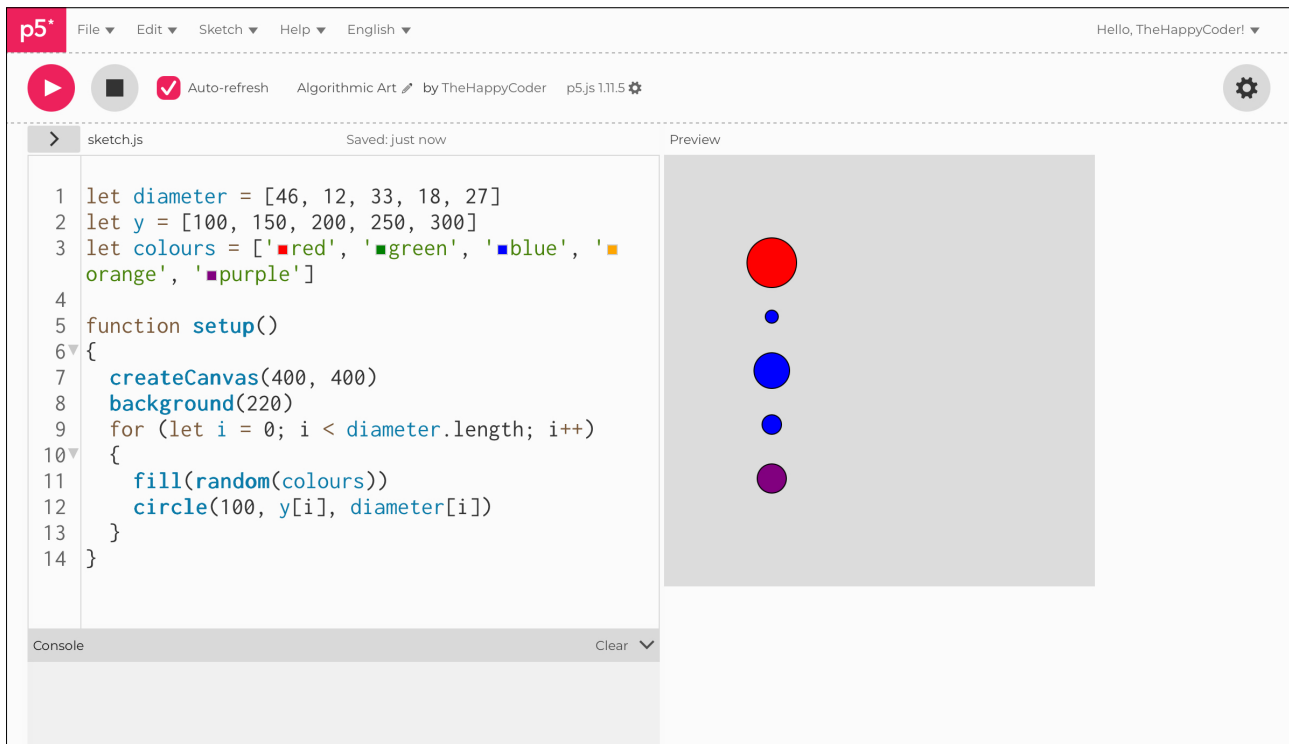 p5* File Edit Sketch Help English Hello, TheHappyCoder!
Auto-refresh Algorithmic Art by TheHappyCoder p5.js 1.11.5
sketch.js Saved: just now Preview
1 let diameter = [46, 12, 33, 18, 27]
2 let y = [100, 150, 200, 250, 300]
3 let colours = ['red', 'green', 'blue', '
orange', 'purple']
4
5 function setup()
6 {
7 createCanvas(400, 400)
8 background(220)
9 for (let i = 0; i < diameter.length; i++)
10 {
11 fill(random(colours))
12 circle(100, y[i], diameter[i])
13 }
14 }
Console Clear